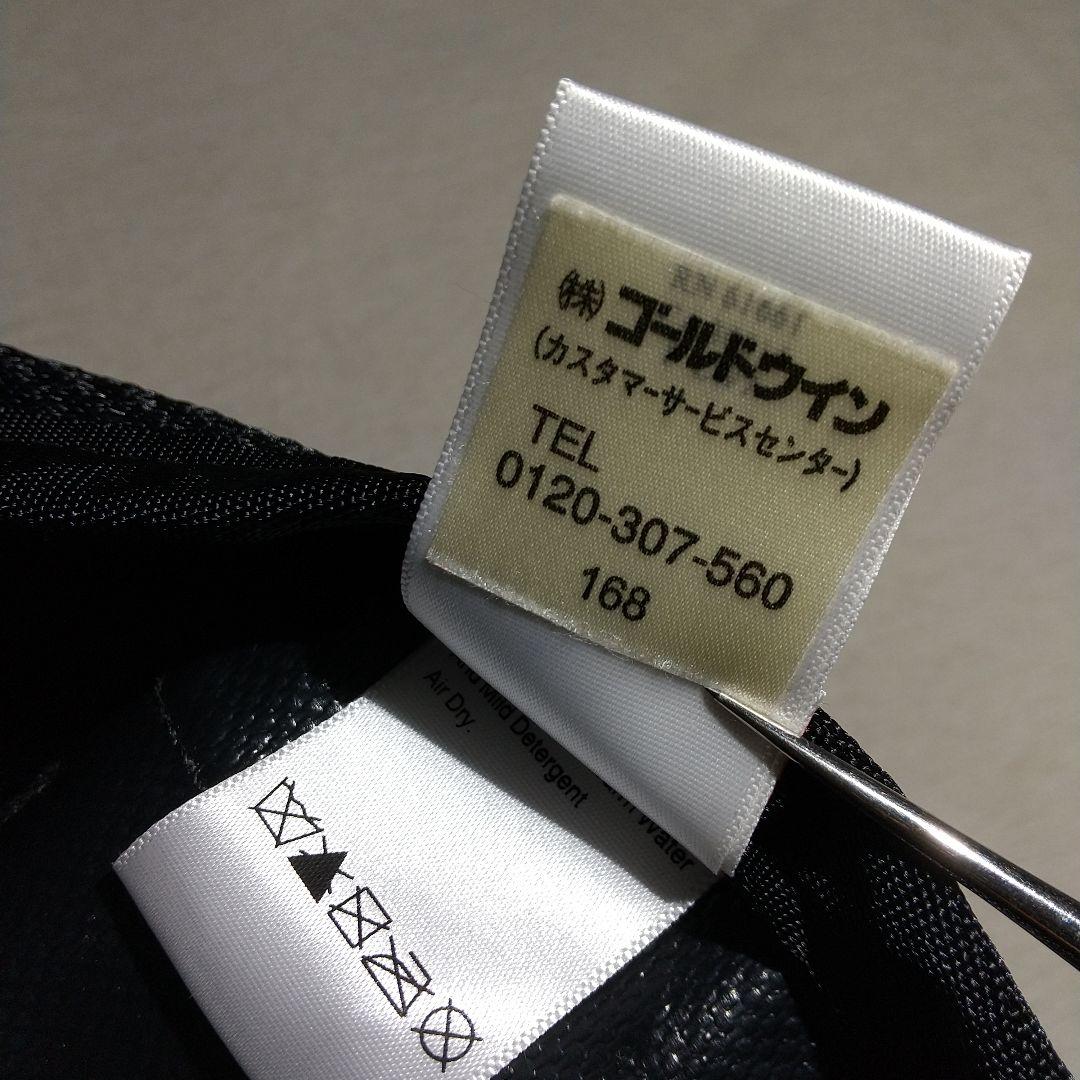 RN 61661
(株)ゴールドウイン
(カスタマーサービスセンター)
TEL
0120-307-560
168
Mild Detergent
Water
Air Dry.